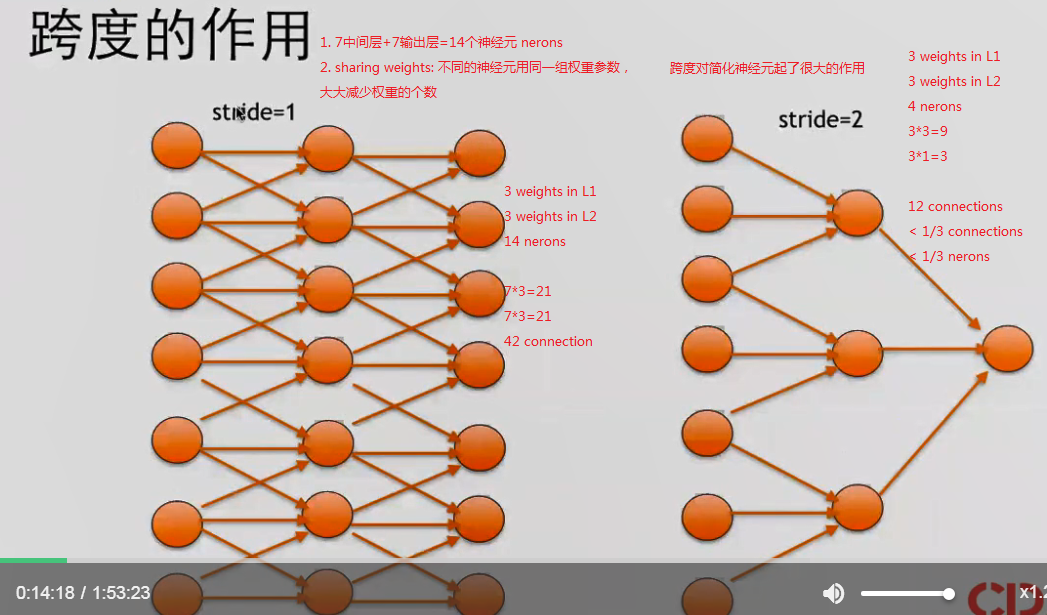 跨度的作用
1. 7中间层+7输出层=14个神经元 nerons
2. sharing weights: 不同的神经元用同一组权重参数，
大大减少权重的个数
跨度对简化神经元起了很大的作用
3 weights in L1
3 weights in L2
4 nerons
3*3=9
3*1=3
12 connections
< 1/3 connections
< 1/3 nerons
stride=1
stride=2
3 weights in L1
3 weights in L2
14 nerons
7*3=21
7*3=21
42 connection
0:14:18 / 1:53:23